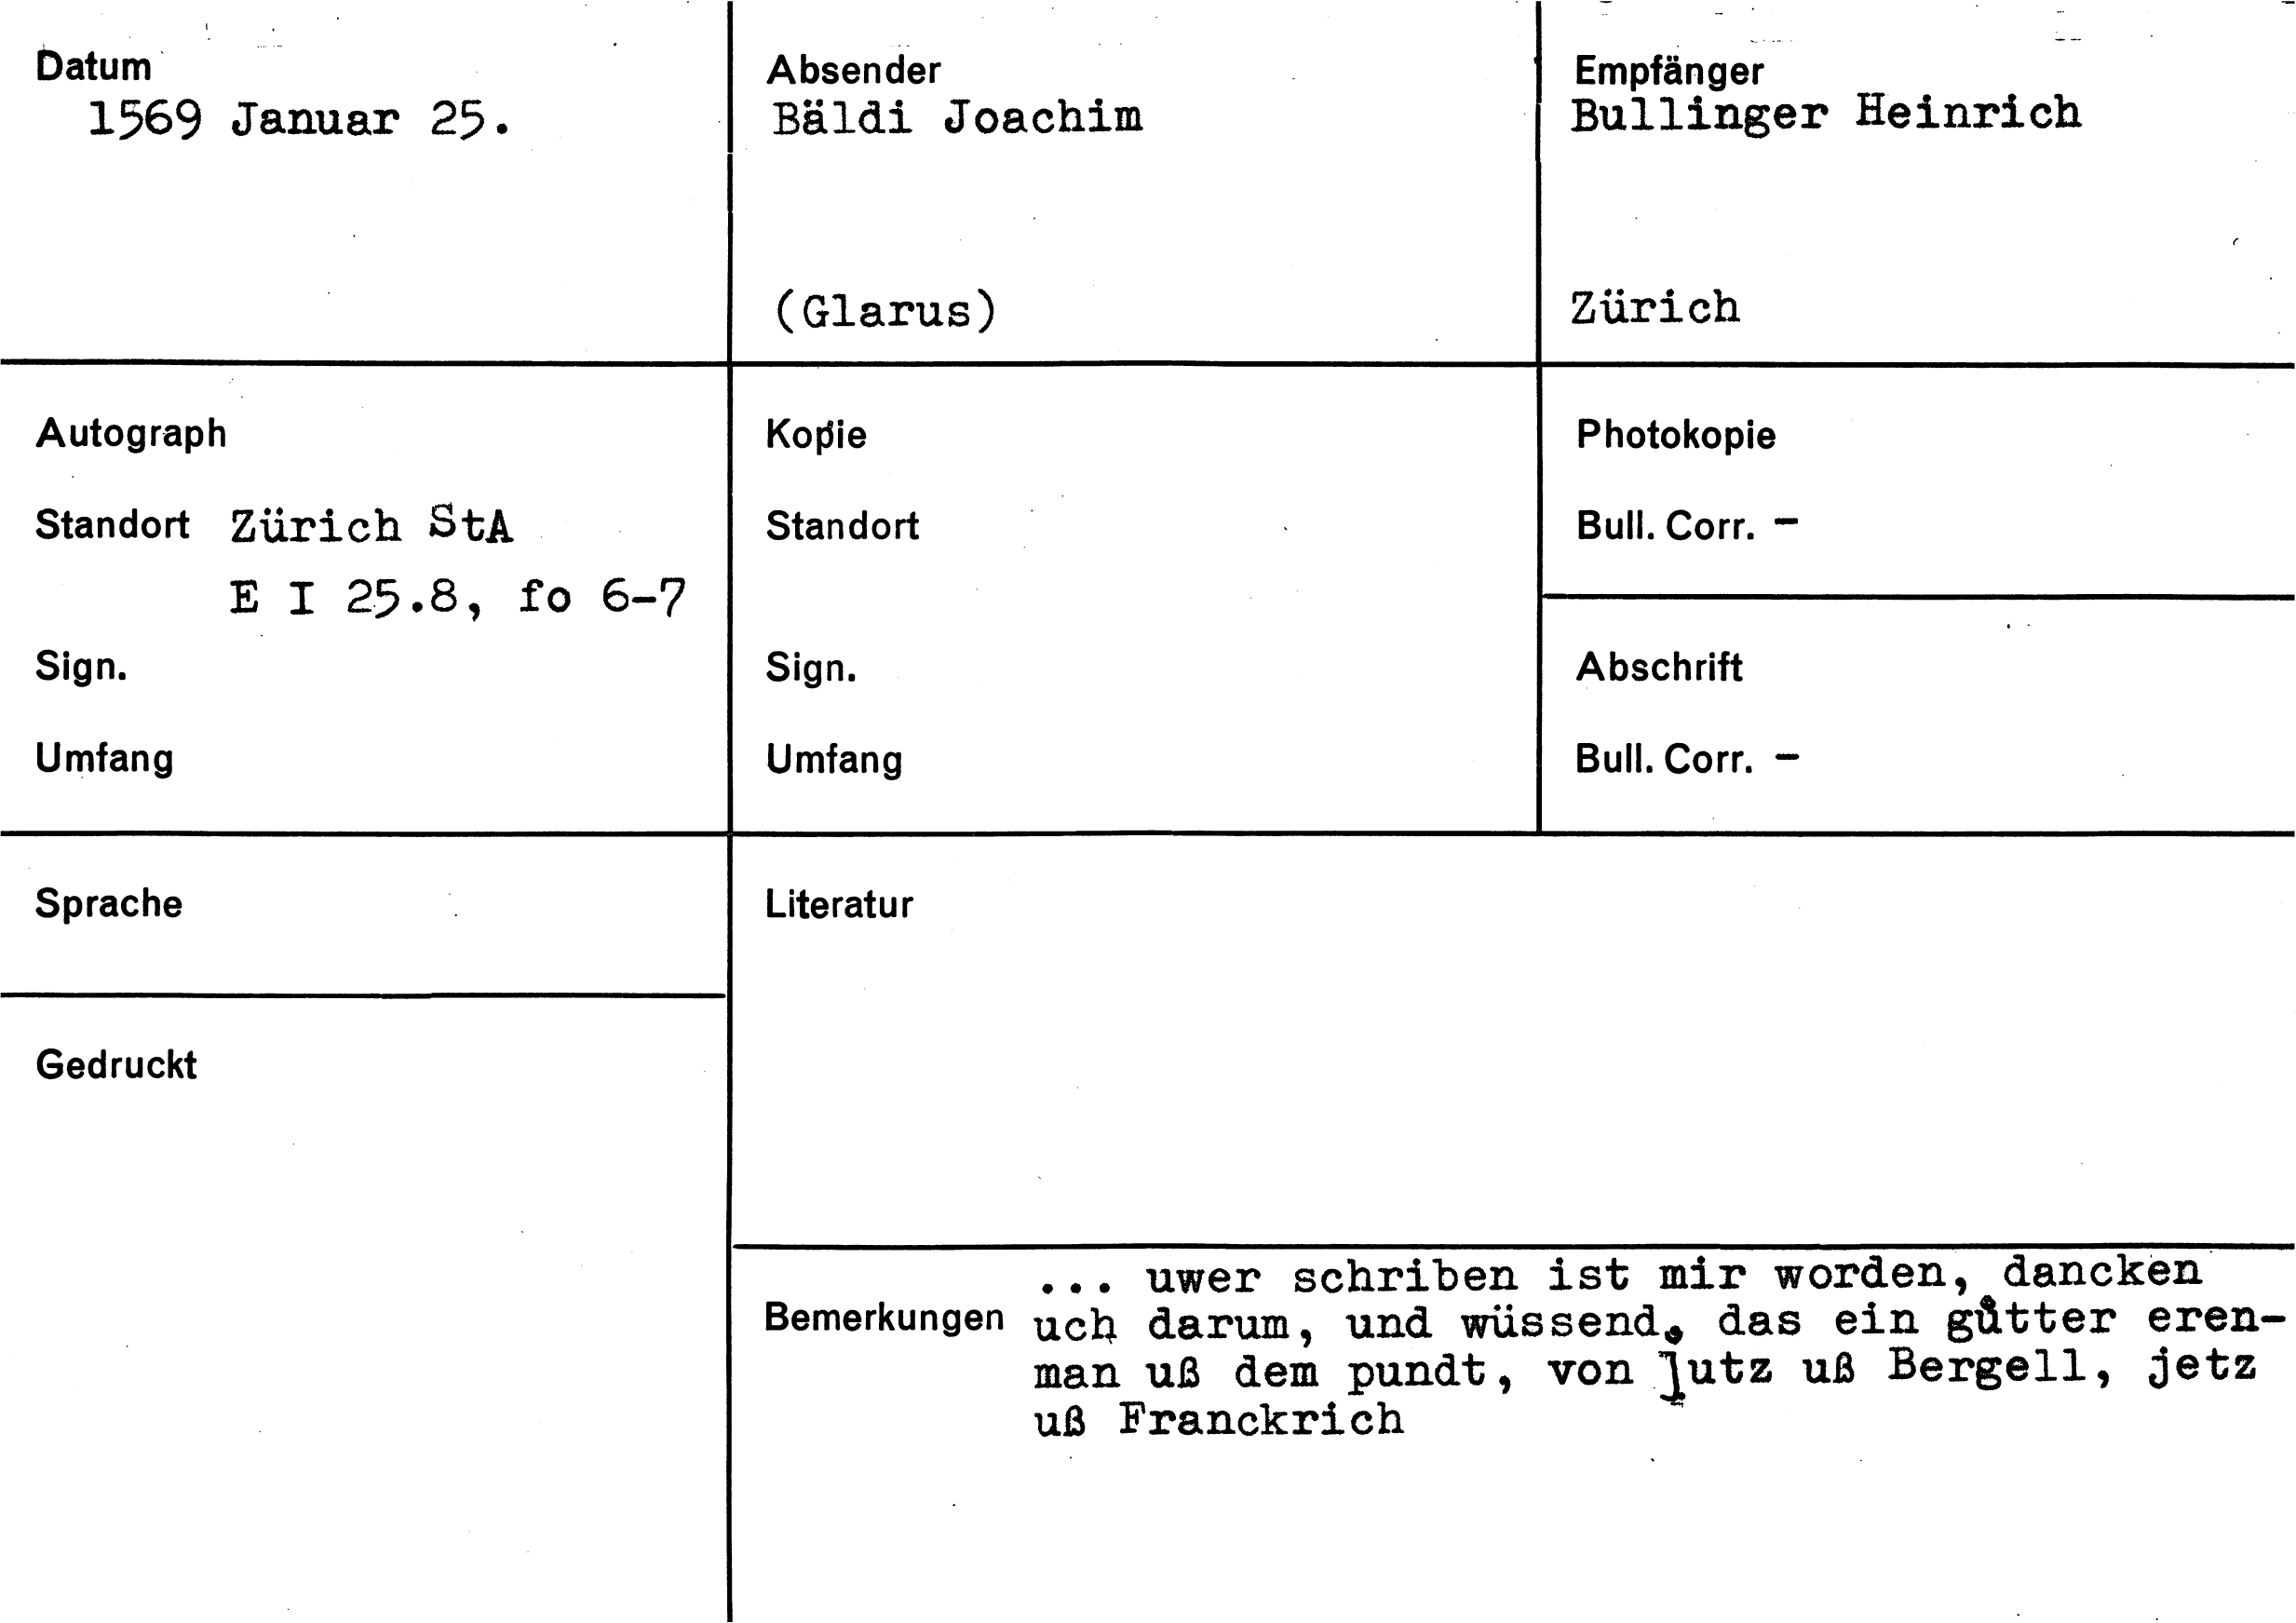 Datum
1569 Januar 25.
Absender
Bäldi Joachim
(Glarus)
Empfänger
Bullinger Heinrich
Zürich
Autograph
Standort Zürich StA
E I 25.8, fo 6-7
Sign.
Umfang
Kopie
Standort
Sign.
Umfang
Photokopie
Bull. Corr. –
Abschrift
Bull. Corr. –
Sprache
Gedruckt
Literatur
Bemerkungen
... uwer schriben ist mir worden, dancken
uch darum, und wüssend, das ein gůtter eren-
man uß dem pundt, von lutz uß Bergell, jetz
uß Franckrich